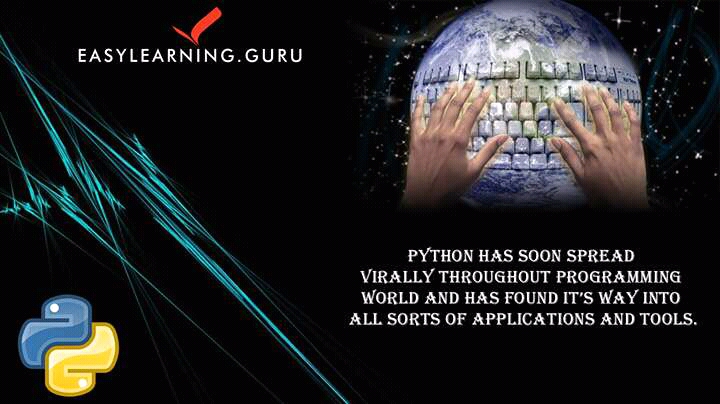 EASYLEARNING.GURU
PYTHON HAS SOON SPREAD
VIRALLY THROUGHOUT PROGRAMMING
WORLD AND HAS FOUND IT'S WAY INTO
ALL SORTS OF APPLICATIONS AND TOOLS.